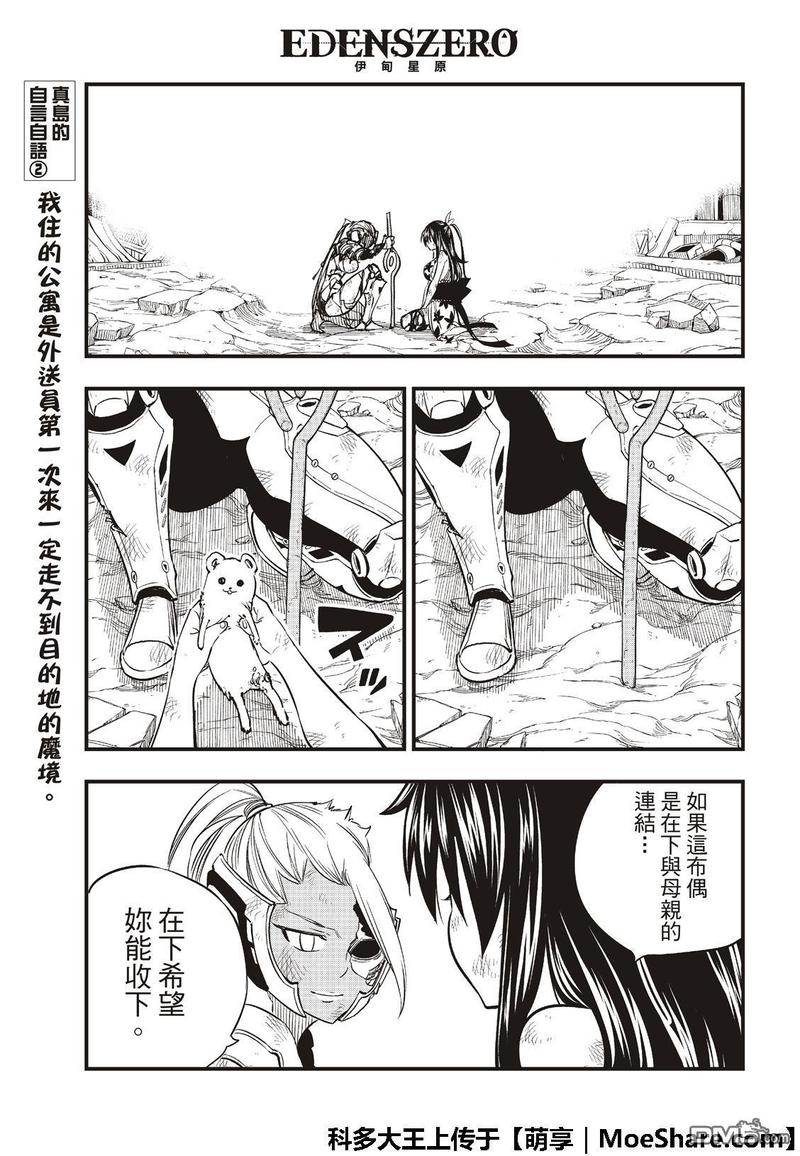 EDENSZERO
伊甸星原
真島的
自言自語②
我住的公寓是外送員第一次來一定走不到目的地的魔境。
スッ
如果這布偶
是在下與母親的
連結…
在下希望
妳能收下。
科多大王上传于【萌享|MoeShare.com】